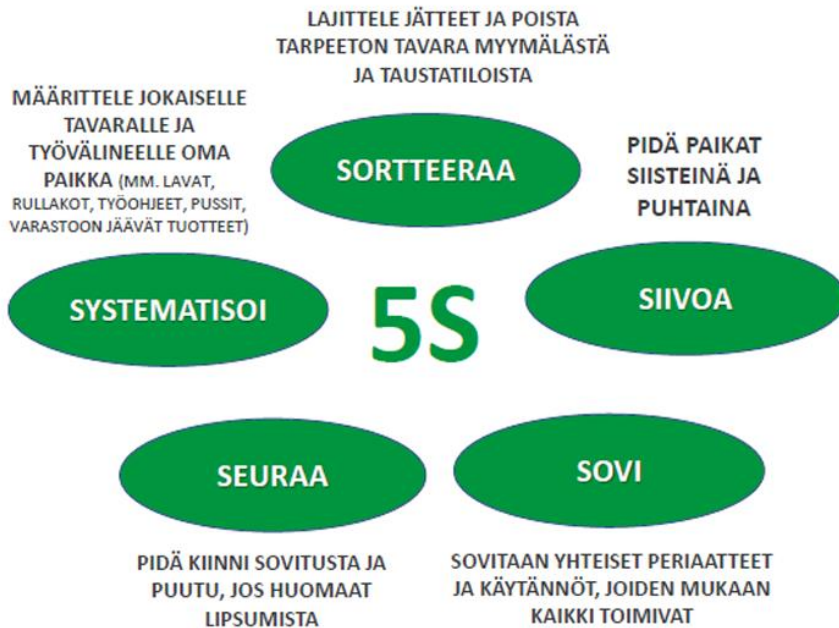 LAJITTELE JÄTTEET JA POISTA
TARPEETON TAVARA MYYMÄLÄSTÄ
JA TAUSTATILOISTA
SORTTEERAA
MÄÄRITTELE JOKAISELLE
TAVARALLE JA
TYÖVÄLINEELLE OMA
PAIKKA (MM. LAVAT,
RULLAKOT, TYÖOHJEET, PUSSIT,
VARASTOON JÄÄVÄT TUOTTEET)
SYSTEMATISOI
PIDÄ PAIKAT
SIISTEINÄ JA
PUHTAINA
SIIVOA
5S
SEURAA
PIDÄ KIINNI SOVITUSTA JA
PUUTU, JOS HUOMAAT
LIPSUMISTA
SOVI
SOVITAAN YHTEISET PERIAATTEET
JA KÄYTÄNNÖT, JOIDEN MUKAAN
KAIKKI TOIMIVAT